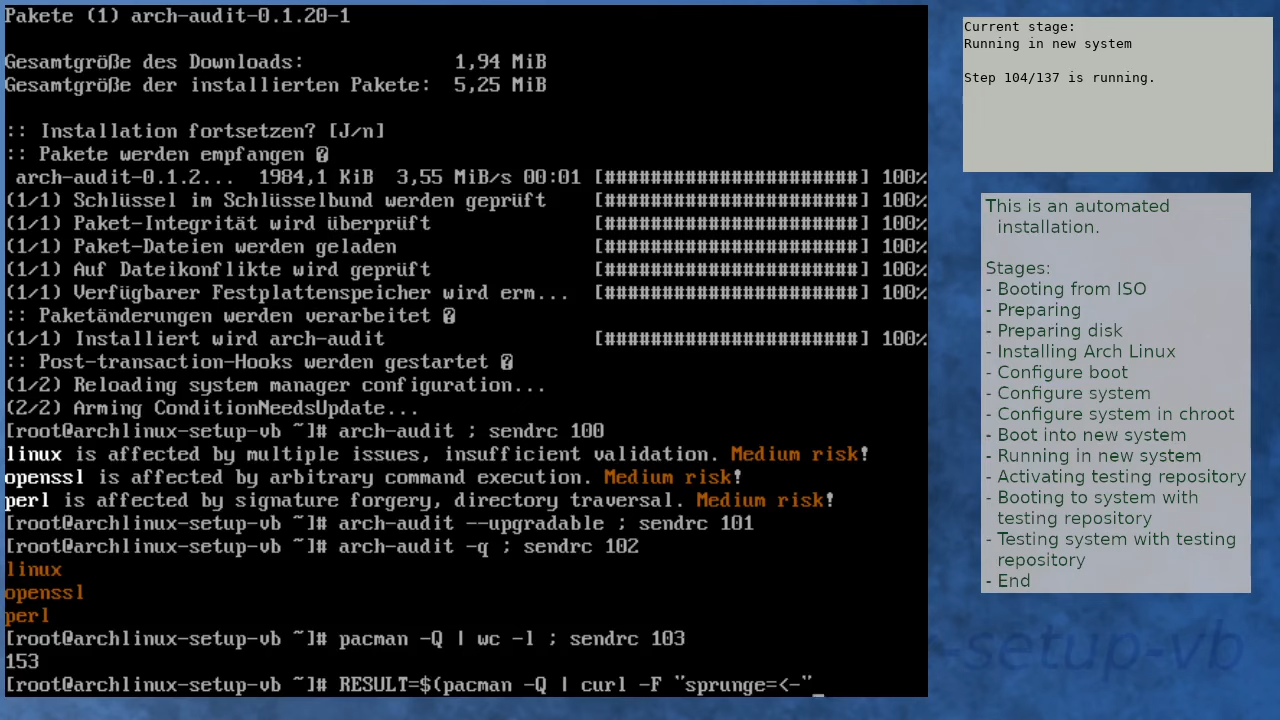 Pakete (1) arch-audit-0.1.20-1
Gesamtgröße des Downloads: 1,94 MiB
Gesamtgröße der installierten Pakete: 5,25 MiB
:: Installation fortsetzen? [J/n]
:: Pakete werden empfangen �
arch-audit-0.1.2... 1984,1 KiB 3,55 MiB/s 00:01 [######################] 100%
(1/1) Schlüssel im Schlüsselbund werden geprüft [######################] 100%
(1/1) Paket-Integrität wird überprüft [######################] 100%
(1/1) Paket-Dateien werden geladen [######################] 100%
(1/1) Auf Dateikonflikte wird geprüft [######################] 100%
(1/1) Verfügbarer Festplattenspeicher wird erm... [######################] 100%
:: Paketänderungen werden verarbeitet �
(1/1) Installiert wird arch-audit [######################] 100%
:: Post-transaction-Hooks werden gestartet �
(1/2) Reloading system manager configuration...
(2/2) Arming ConditionNeedsUpdate...
[root@archlinux-setup-vb ~]# arch-audit ; sendrc 100
linux is affected by multiple issues, insufficient validation. Medium risk!
openssl is affected by arbitrary command execution. Medium risk!
perl is affected by signature forgery, directory traversal. Medium risk!
[root@archlinux-setup-vb ~]# arch-audit --upgradable ; sendrc 101
[root@archlinux-setup-vb ~]# arch-audit -q ; sendrc 102
linux
openssl
perl
[root@archlinux-setup-vb ~]# pacman -Q | wc -l ; sendrc 103
153
[root@archlinux-setup-vb ~]# RESULT=$(pacman -Q | curl -F "sprunge=<-"_
Current stage:
Running in new system
Step 104/137 is running.
This is an automated
installation.
Stages:
- Booting from ISO
- Preparing
- Preparing disk
- Installing Arch Linux
- Configure boot
- Configure system
- Configure system in chroot
- Boot into new system
- Running in new system
- Activating testing repository
- Booting to system with
testing repository
- Testing system with testing
repository
- End
-setup-vb